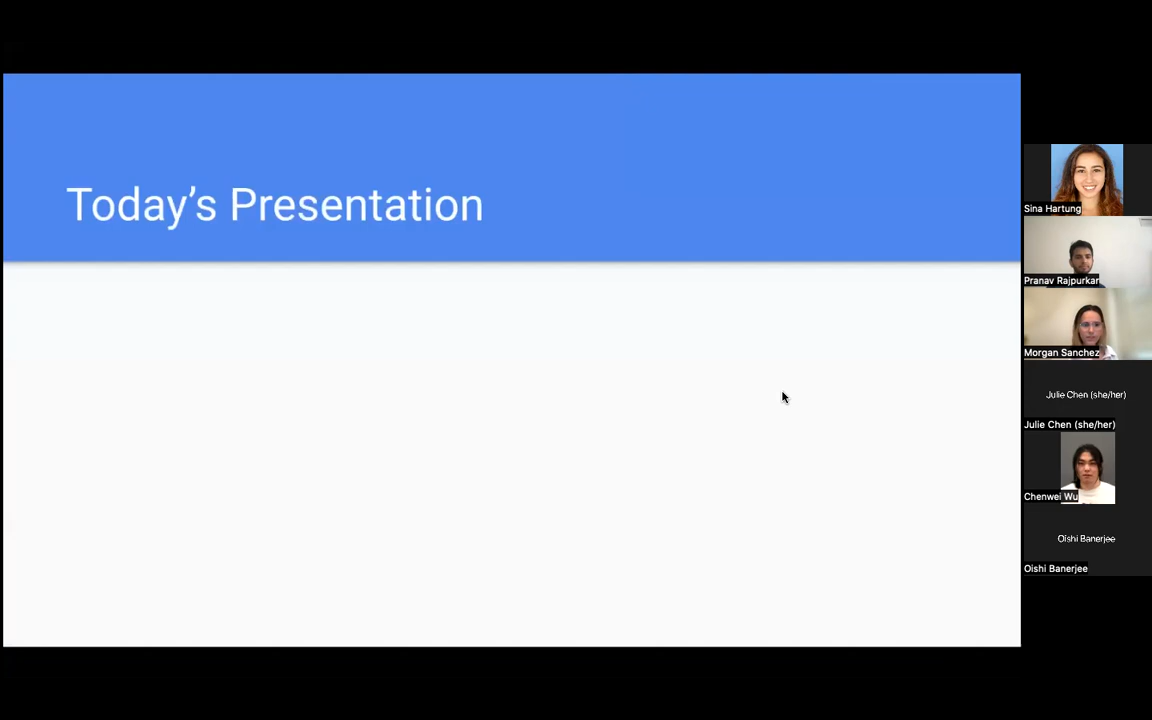 Today’s Presentation
Sina Hartung
Pranav Rajpurkar
Morgan Sanchez
Julie Chen (she/her)
Julie Chen (she/her)
Chenwei Wu
Oishi Banerjee
Oishi Banerjee